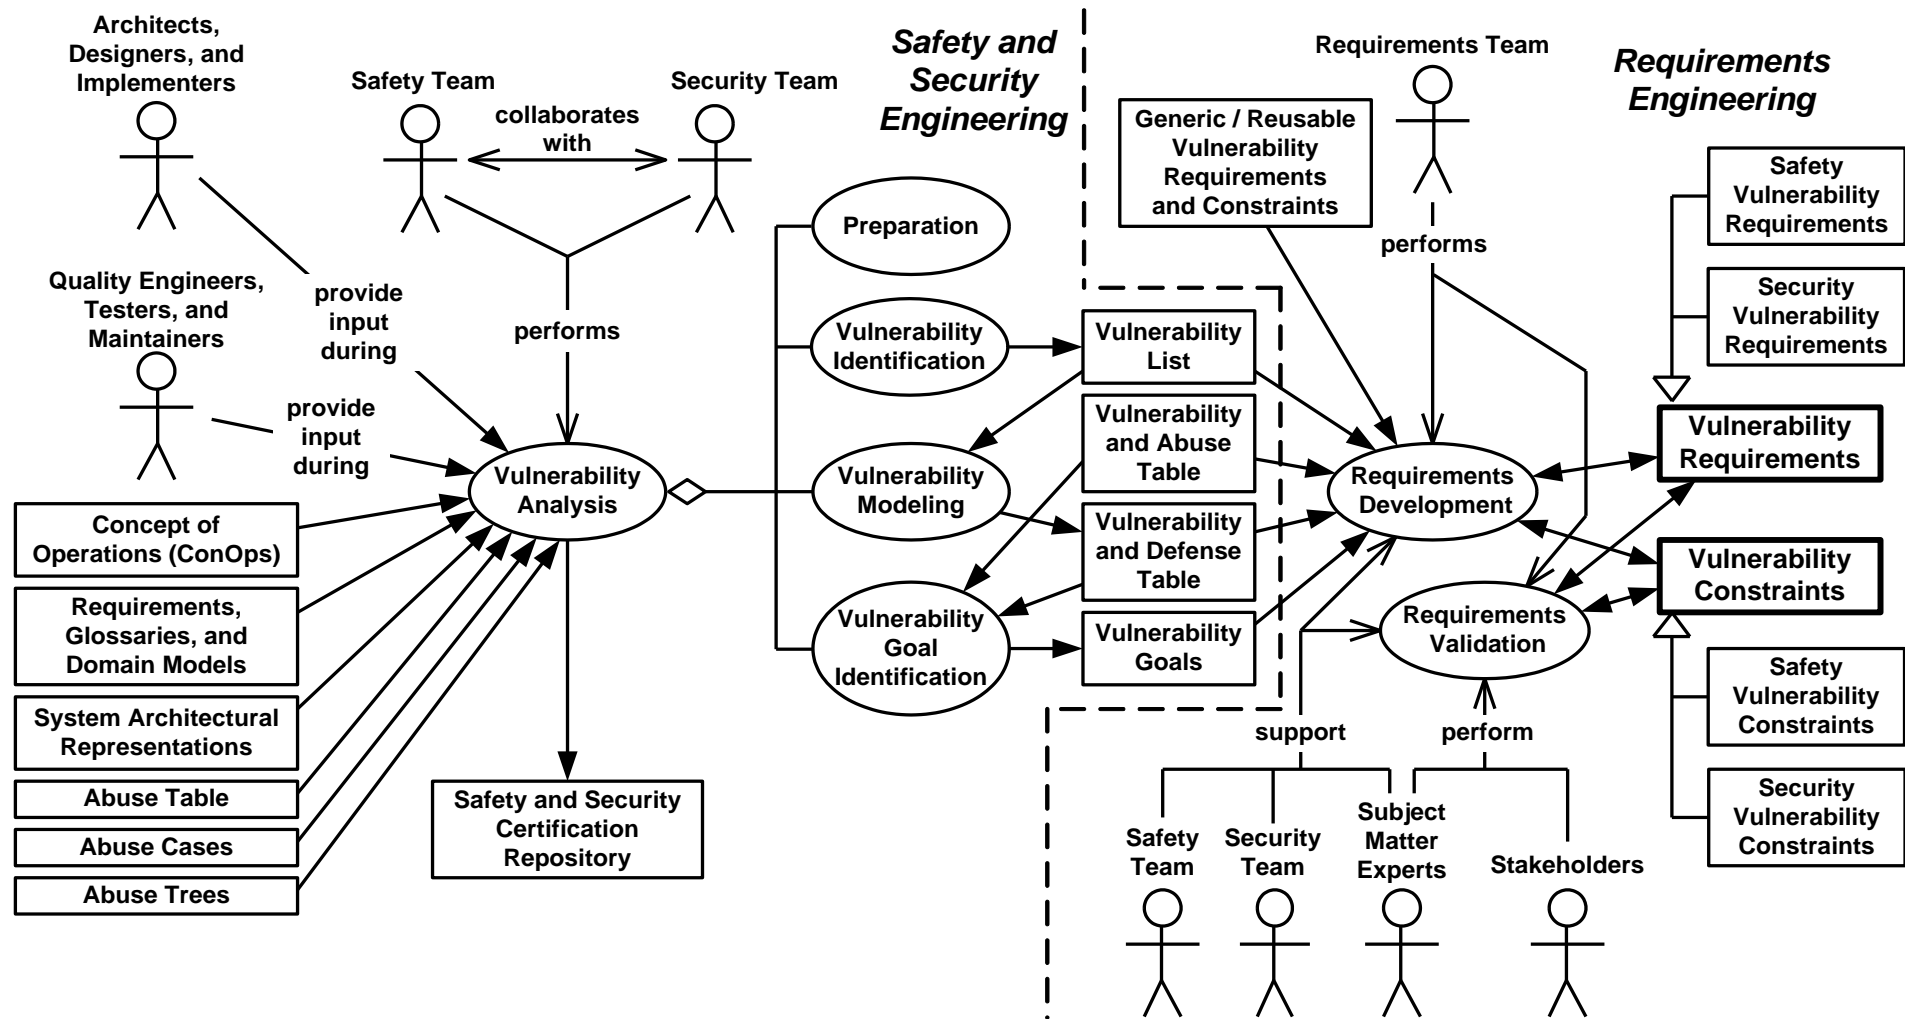 Architects,
Designers, and
Implementers
Safety Team
Security Team
collaborates
with
Safety and
Security
Engineering
Requirements Team
Requirements
Engineering
Generic / Reusable
Vulnerability
Requirements
and Constraints
performs
Safety
Vulnerability
Requirements
Security
Vulnerability
Requirements
Quality Engineers,
Testers, and
Maintainers
provide
input
during
performs
provide
input
during
Preparation
Vulnerability
Identification
Vulnerability
List
Vulnerability
and Abuse
Table
Vulnerability
Analysis
Vulnerability
Modeling
Vulnerability
and Defense
Table
Vulnerability
Goal
Identification
Vulnerability
Goals
Requirements
Development
Requirements
Validation
Vulnerability
Requirements
Vulnerability
Constraints
Concept of
Operations (ConOps)
Requirements,
Glossaries, and
Domain Models
System Architectural
Representations
Abuse Table
Abuse Cases
Abuse Trees
Safety and Security
Certification
Repository
support
perform
Safety
Vulnerability
Constraints
Security
Vulnerability
Constraints
Safety
Team
Security
Team
Subject
Matter
Experts
Stakeholders